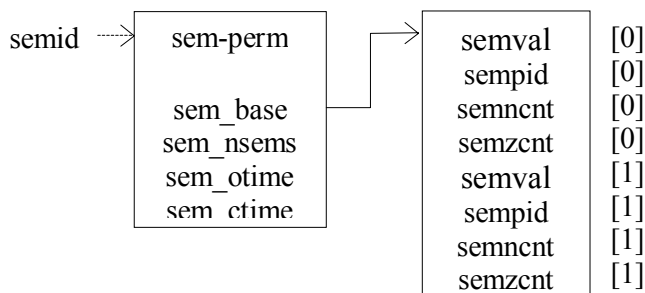 semid
sem-perm
sem_base
sem_nsems
sem_otime
sem_ctime
semval [0]
sempid [0]
semncnt [0]
semzcnt [0]
semval [1]
sempid [1]
semncnt [1]
semzcnt [1]